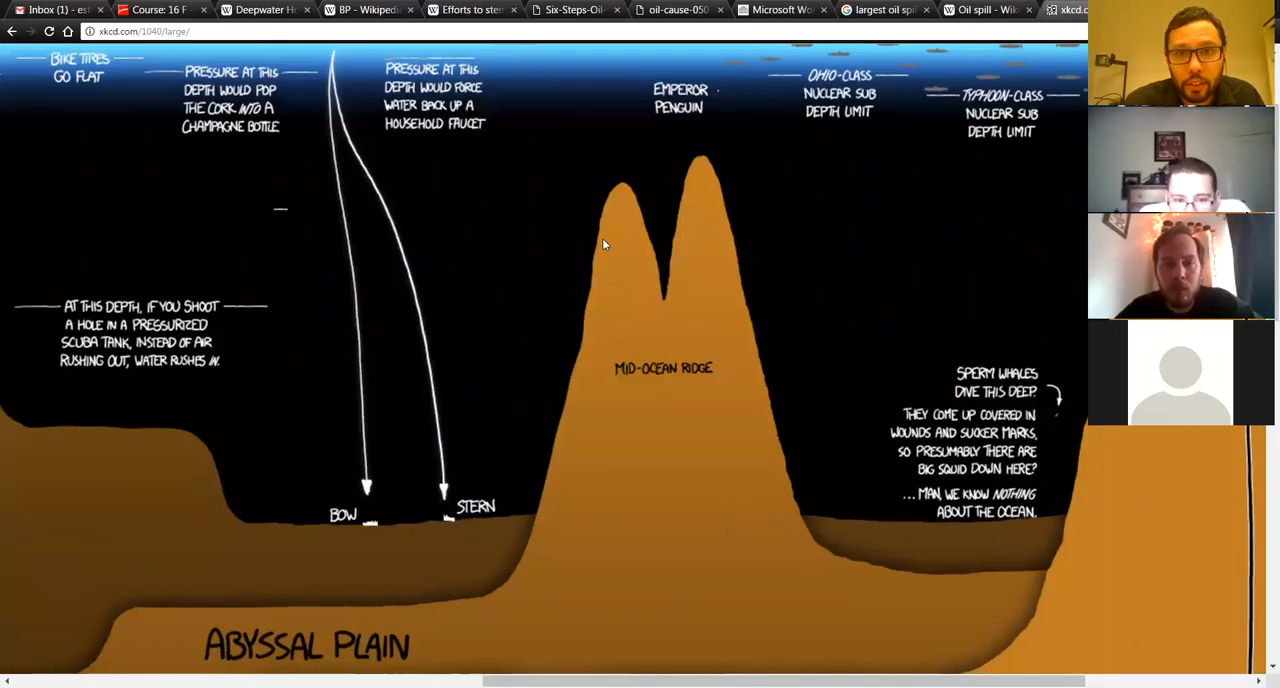 Inbox (1) - est
Course: 16 F
Deepwater Ho
BP - Wikipedi
Efforts to sten
Six-Steps-Oil-
oil-cause-050
Microsoft Wo
largest oil spi
Oil spill - Wiki
xkcd.co
xkcd.com/1040/large/
BIKE TIRES
GO FLAT
PRESSURE AT THIS
DEPTH WOULD POP
THE CORK INTO A
CHAMPAGNE BOTTLE
PRESSURE AT THIS
DEPTH WOULD FORCE
WATER BACK UP A
HOUSEHOLD FAUCET
EMPEROR
PENGUIN
OHIO-CLASS
NUCLEAR SUB
DEPTH LIMIT
TYPHOON-CLASS
NUCLEAR SUB
DEPTH LIMIT
AT THIS DEPTH, IF YOU SHOOT
A HOLE IN A PRESSURIZED
SCUBA TANK, INSTEAD OF AIR
RUSHING OUT, WATER RUSHES IN.
MID-OCEAN RIDGE
SPERM WHALES
DIVE THIS DEEP.
THEY COME UP COVERED IN
WOUNDS AND SUCKER MARKS,
SO PRESUMABLY THERE ARE
BIG SQUID DOWN HERE?
...MAN, WE KNOW NOTHING
ABOUT THE OCEAN.
BOW
STERN
ABYSSAL PLAIN